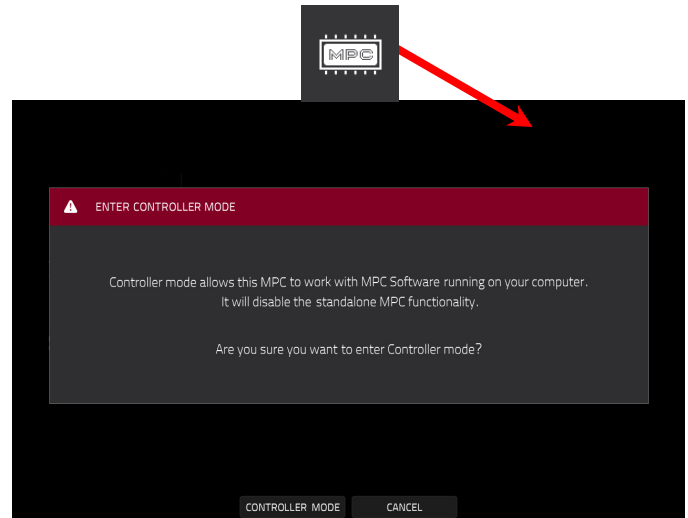 MPC
ENTER CONTROLLER MODE
Controller mode allows this MPC to work with MPC Software running on your computer.
It will disable the standalone MPC functionality.
Are you sure you want to enter Controller mode?
CONTROLLER MODE CANCEL